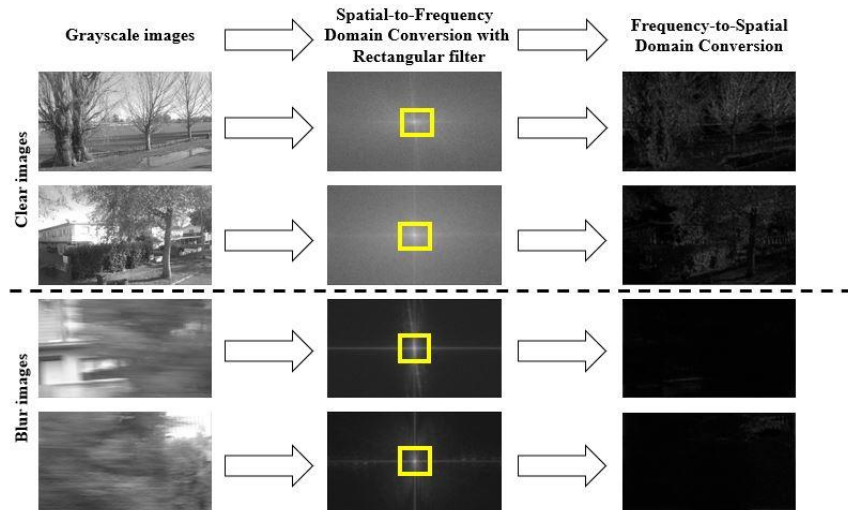 Grayscale images
Spatial-to-Frequency
Domain Conversion with
Rectangular filter
Frequency-to-Spatial
Domain Conversion
Clear images
Blur images